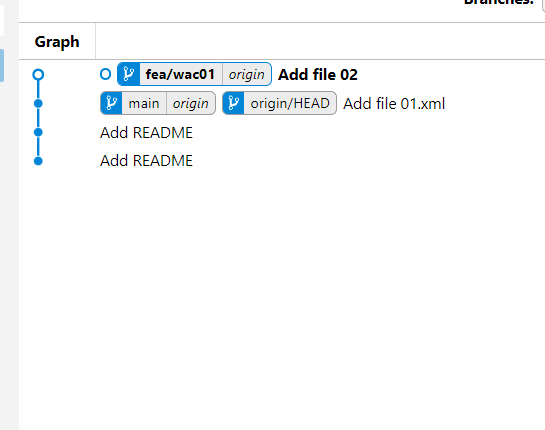 Branches:
Graph
fea/wac01 origin Add file 02
main origin origin/HEAD Add file 01.xml
Add README
Add README